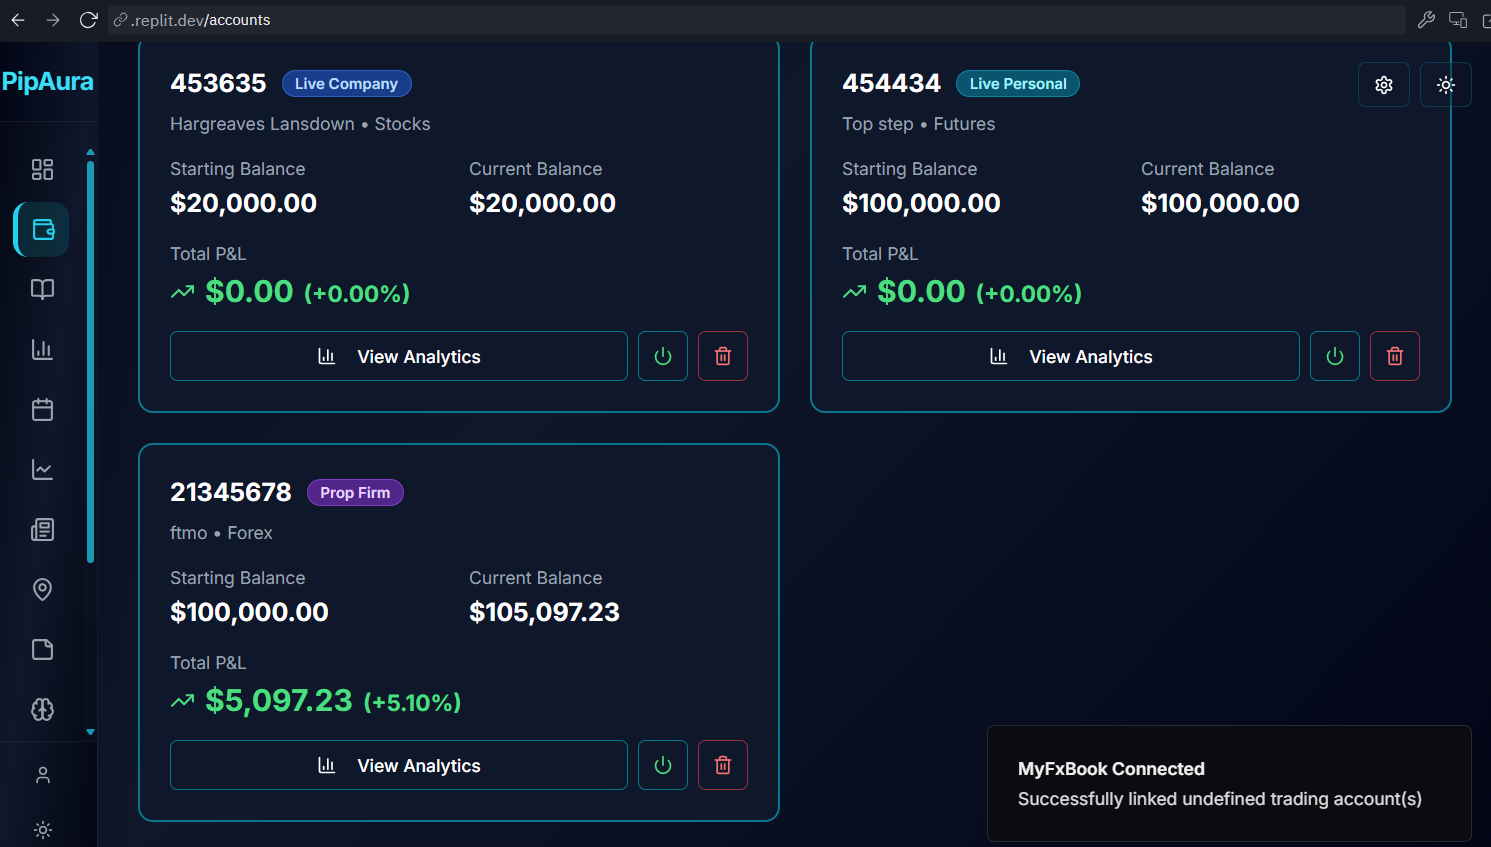 .replit.dev/accounts
PipAura
453635 Live Company
Hargreaves Lansdown • Stocks
Starting Balance Current Balance
$20,000.00 $20,000.00
Total P&L
$0.00 (+0.00%)
View Analytics
454434 Live Personal
Top step • Futures
Starting Balance Current Balance
$100,000.00 $100,000.00
Total P&L
$0.00 (+0.00%)
View Analytics
21345678 Prop Firm
ftmo • Forex
Starting Balance Current Balance
$100,000.00 $105,097.23
Total P&L
$5,097.23 (+5.10%)
View Analytics
MyFxBook Connected
Successfully linked undefined trading account(s)